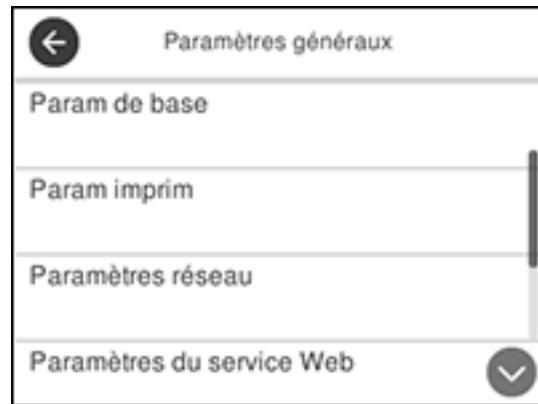 Paramètres généraux
Param de base
Param imprim
Paramètres réseau
Paramètres du service Web